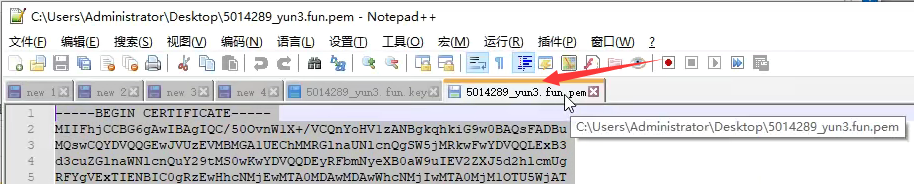 C:\Users\Administrator\Desktop\5014289_yun3.fun.pem - Notepad++
文件(F) 编辑(E) 搜索(S) 视图(V) 编码(N) 语言(L) 设置(T) 工具(O) 宏(M) 运行(R) 插件(P) 窗口(W) ?
new 1 new 2 new 3 new 4 5014289_yun3.fun.key 5014289_yun3.fun.pem
1 -----BEGIN CERTIFICATE-----
2 MIIFhjCCBG6gAwIBAgIQC/50OvnWlX+/VCQnYoHVlzANBgkqhkiG9w0BAQsFADBu
C:\Users\Administrator\Desktop\5014289_yun3.fun.pem
3 MQswCQYDVQQGEwJVUzEVMBMGA1UEChMMRGlnaUNlcnQgSW5jMRkwFwYDVQQLExB3
4 d3cuZGlnaWNlcnQuY29tMS0wKwYDVQQDEyRFbmNyeXB0aW9uIEV2ZXJ5d2hlcmUg
5 RFYgVExTIENBIC0gRzEwHhcNMjEwMTA0MDAwMDAwWhcNMjIwMTA0MjM1OTU5WjAT